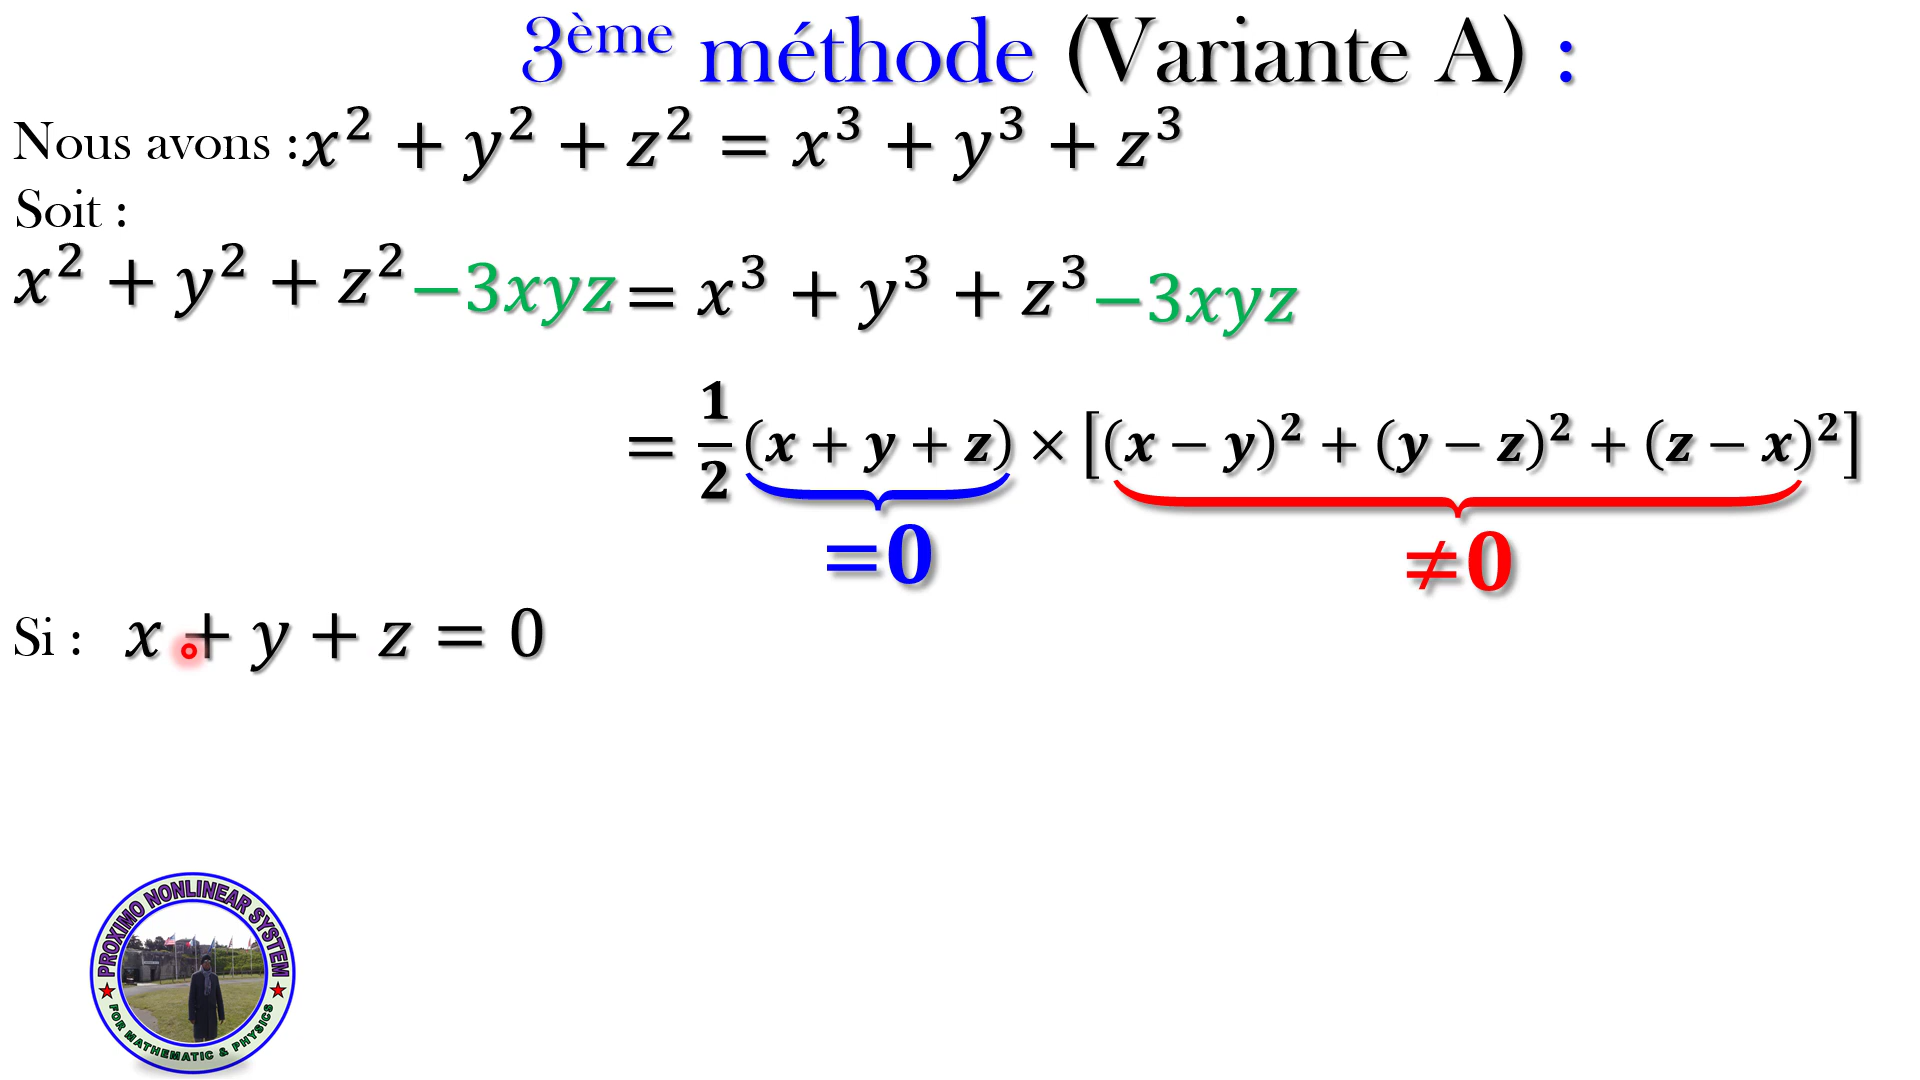 3ème méthode (Variante A) :
Nous avons : x² + y² + z² = x³ + y³ + z³
Soit :
x² + y² + z² −3xyz = x³ + y³ + z³ −3xyz
= 1/2 (x + y + z) × [(x − y)² + (y − z)² + (z − x)²]
=0 ≠0
Si : x + y + z = 0
PROXIMO NONLINEAR SYSTEM
FOR MATHEMATIC & PHYSICS